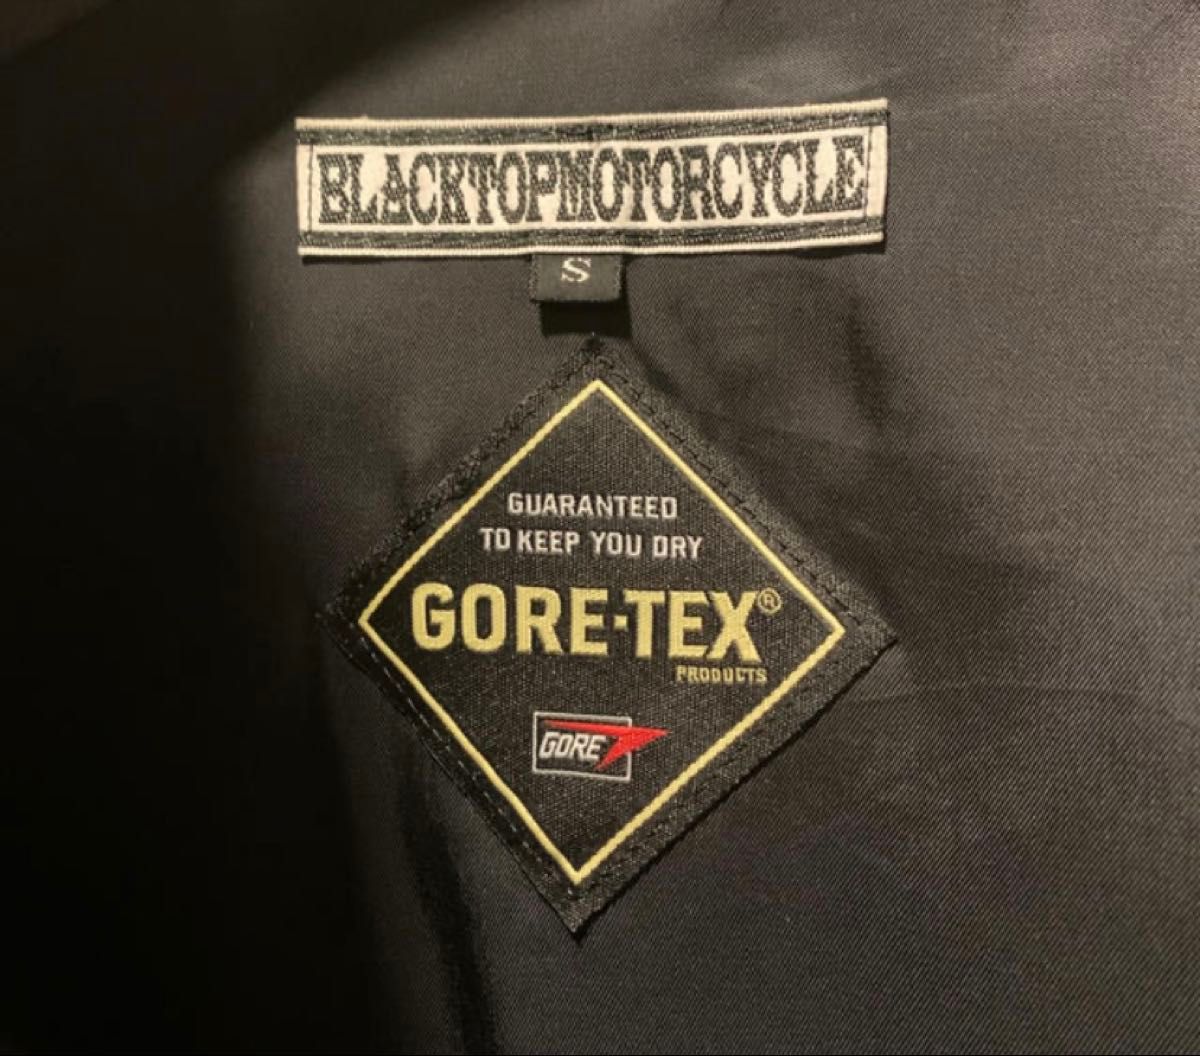 BLACKTOPMOTORCYCLE
S
GUARANTEED
TO KEEP YOU DRY
GORE-TEX®
PRODUCTS
GORE